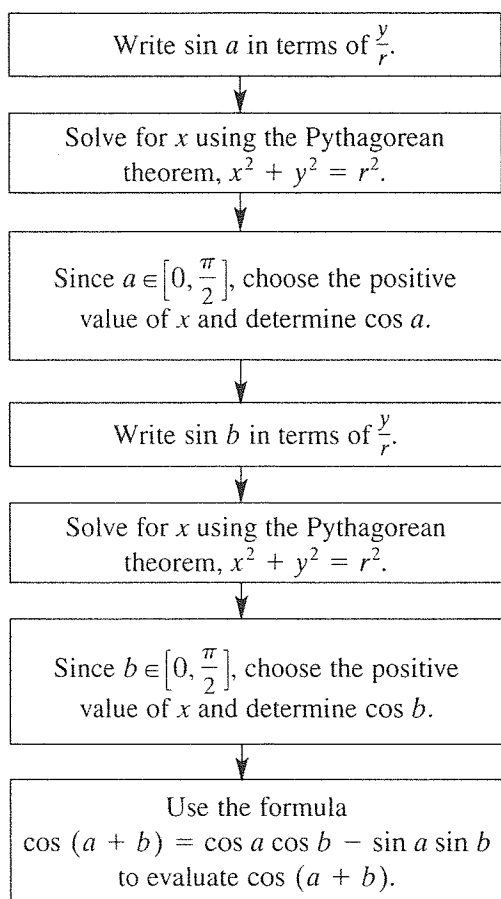 Write sin a in terms of y/r.
Solve for x using the Pythagorean
theorem, x² + y² = r².
Since a ∈ [0, π/2], choose the positive
value of x and determine cos a.
Write sin b in terms of y/r.
Solve for x using the Pythagorean
theorem, x² + y² = r².
Since b ∈ [0, π/2], choose the positive
value of x and determine cos b.
Use the formula
cos (a + b) = cos a cos b − sin a sin b
to evaluate cos (a + b).